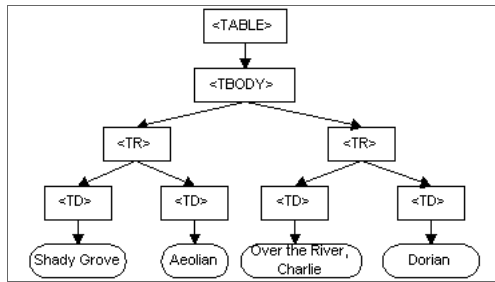 <TABLE>
<TBODY>
<TR> <TR>
<TD> <TD> <TD> <TD>
Shady Grove Aeolian Over the River, Dorian
Charlie